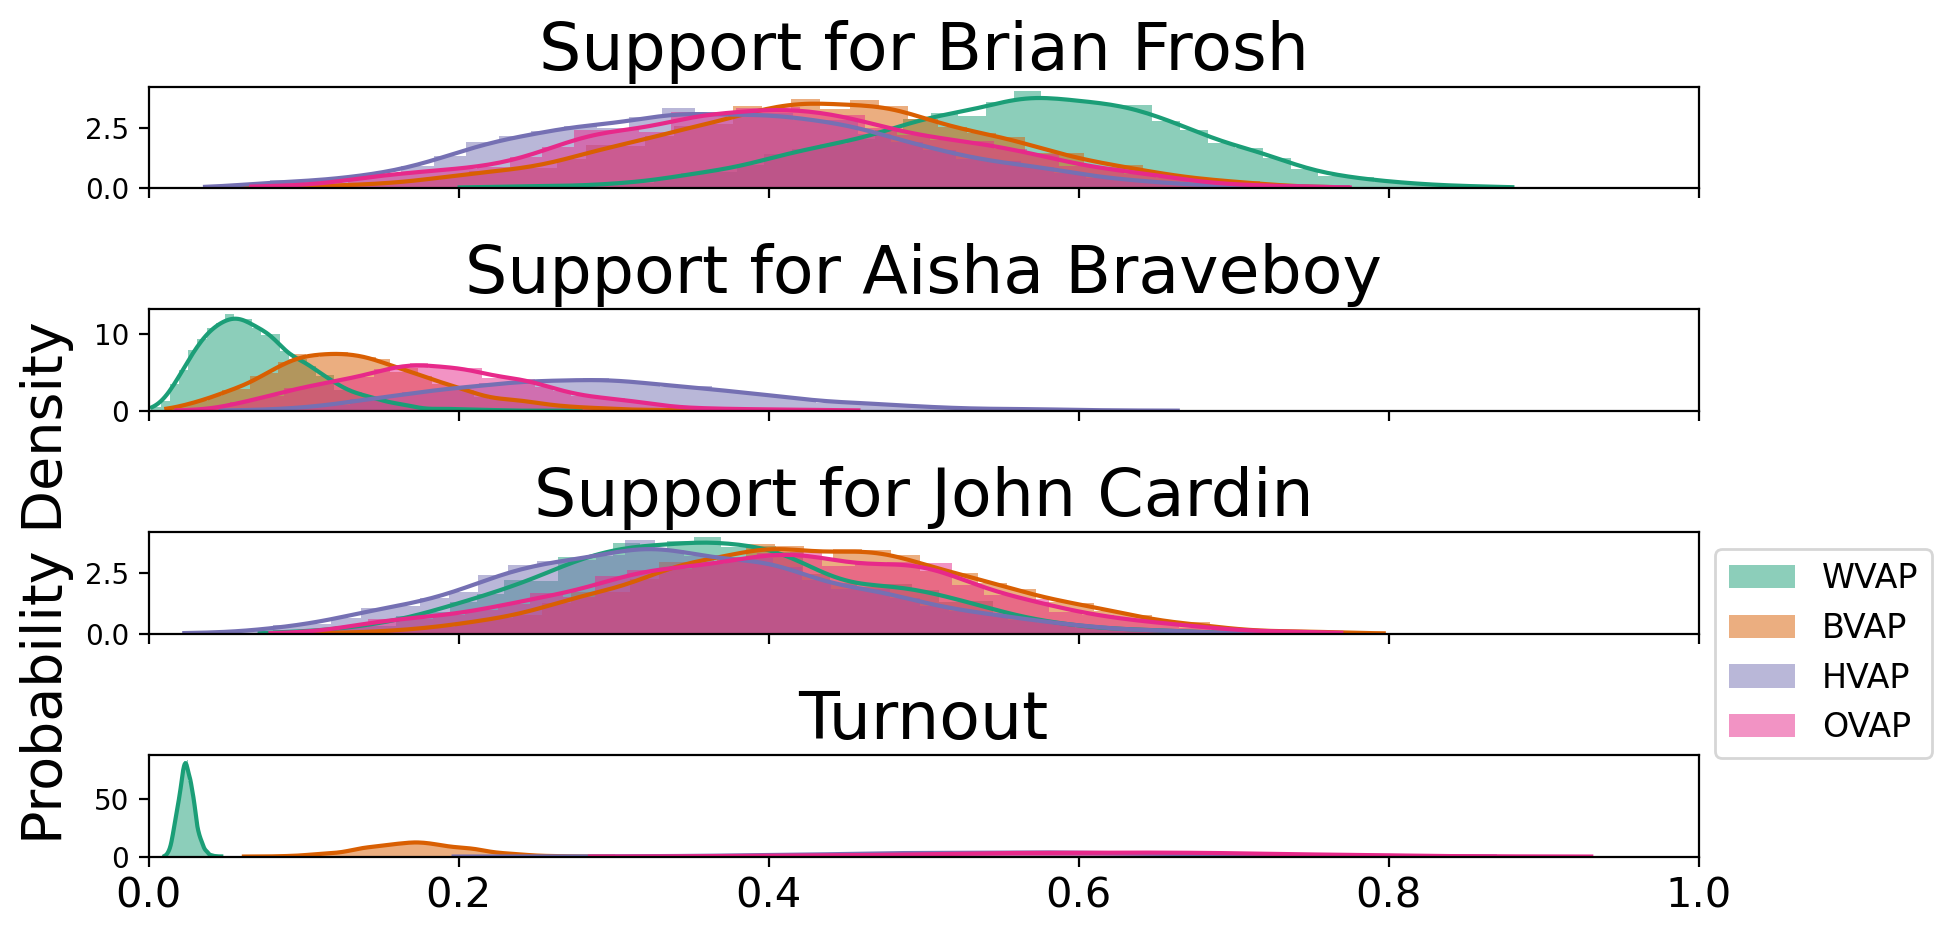 Support for Brian Frosh
2.5
0.0
Support for Aisha Braveboy
10
0
Support for John Cardin
2.5
0.0
Turnout
50
0
0.0 0.2 0.4 0.6 0.8 1.0
Probability Density
WVAP
BVAP
HVAP
OVAP